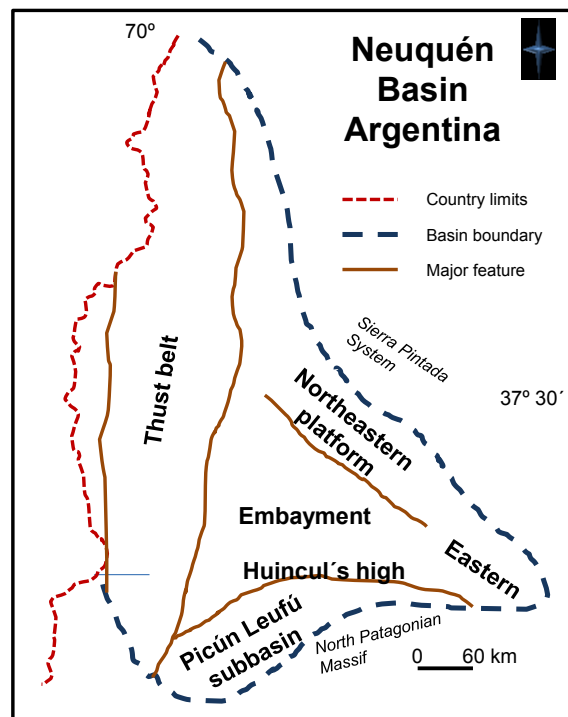 70º
Neuquén
Basin
Argentina
Country limits
Basin boundary
Major feature
Sierra Pintada
System
37º 30´
Thust belt
Northeastern
platform
Embayment
Eastern
Huincul´s high
Picún Leufú
subbasin
North Patagonian
Massif
0 60 km